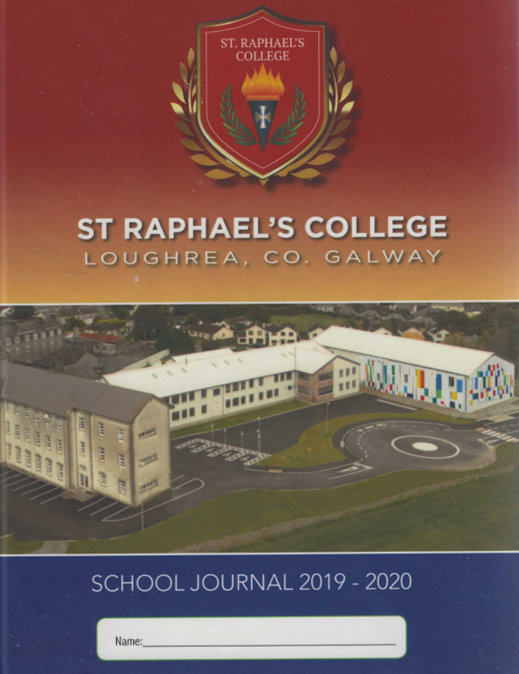 ST. RAPHAEL'S
COLLEGE
ST RAPHAEL'S COLLEGE
LOUGHREA, CO. GALWAY
SCHOOL JOURNAL 2019 - 2020
Name: